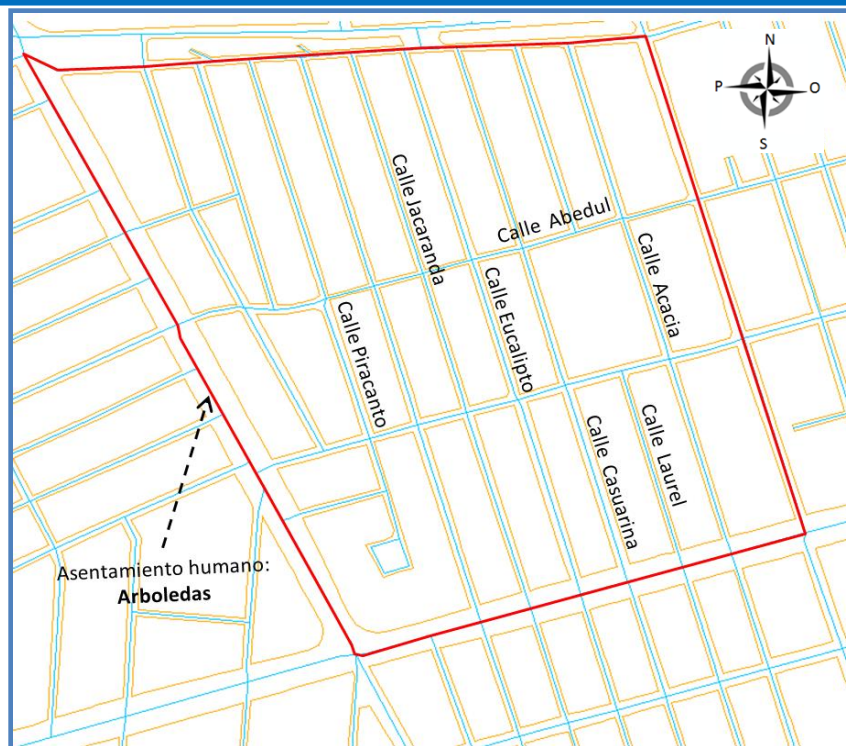 N
P
O
S
Calle Jacaranda
Calle Abedul
Calle Acacia
Calle Eucalipto
Calle Piracanto
Calle Casuarina
Calle Laurel
Asentamiento humano:
Arboledas